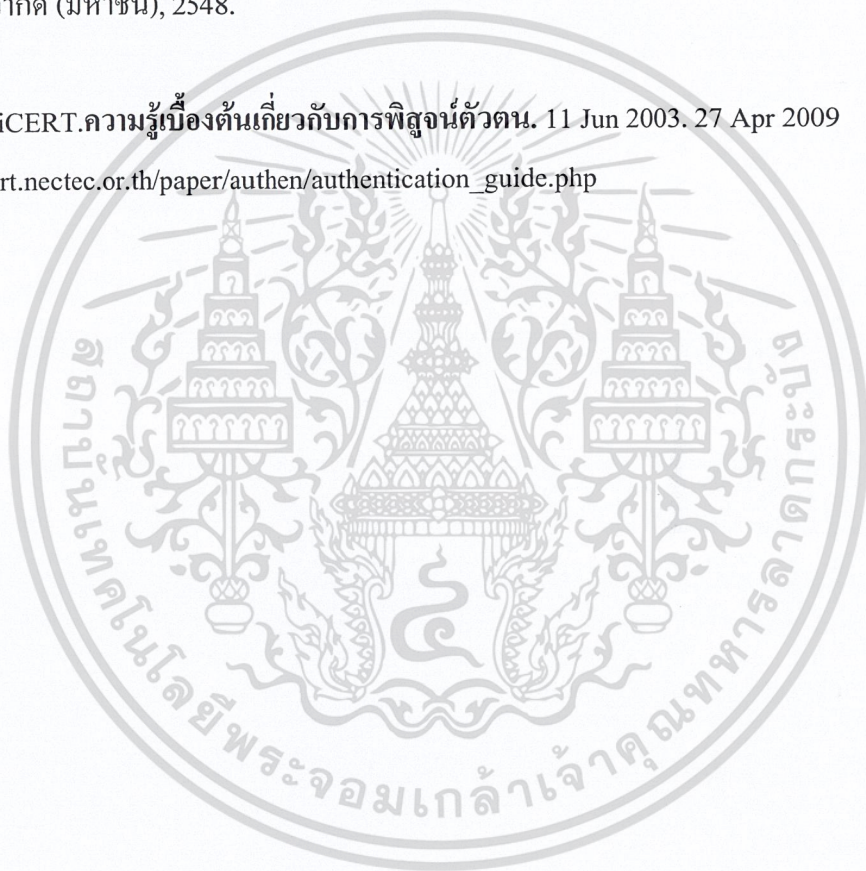 (มหาชน), 2548.
iCERT.ความรู้เบื้องต้นเกี่ยวกับการพิสูจน์ตัวตน. 11 Jun 2003. 27 Apr 2009
rt.nectec.or.th/paper/authen/authentication_guide.php
๔
สถาบันเทคโนโลยีพระจอมเกล้าเจ้าคุณทหารลาดกระบัง